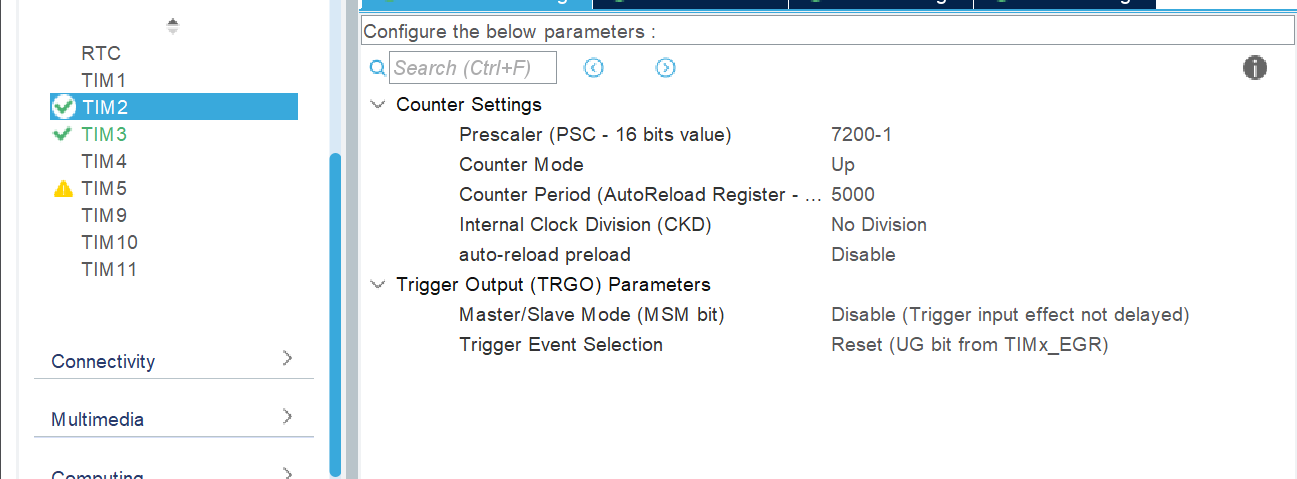 Configure the below parameters :
Search (Ctrl+F)
RTC
TIM1
TIM2
TIM3
TIM4
TIM5
TIM9
TIM10
TIM11
Connectivity
Multimedia
Computing
Counter Settings
Prescaler (PSC - 16 bits value) 7200-1
Counter Mode Up
Counter Period (AutoReload Register - ... 5000
Internal Clock Division (CKD) No Division
auto-reload preload Disable
Trigger Output (TRGO) Parameters
Master/Slave Mode (MSM bit) Disable (Trigger input effect not delayed)
Trigger Event Selection Reset (UG bit from TIMx_EGR)